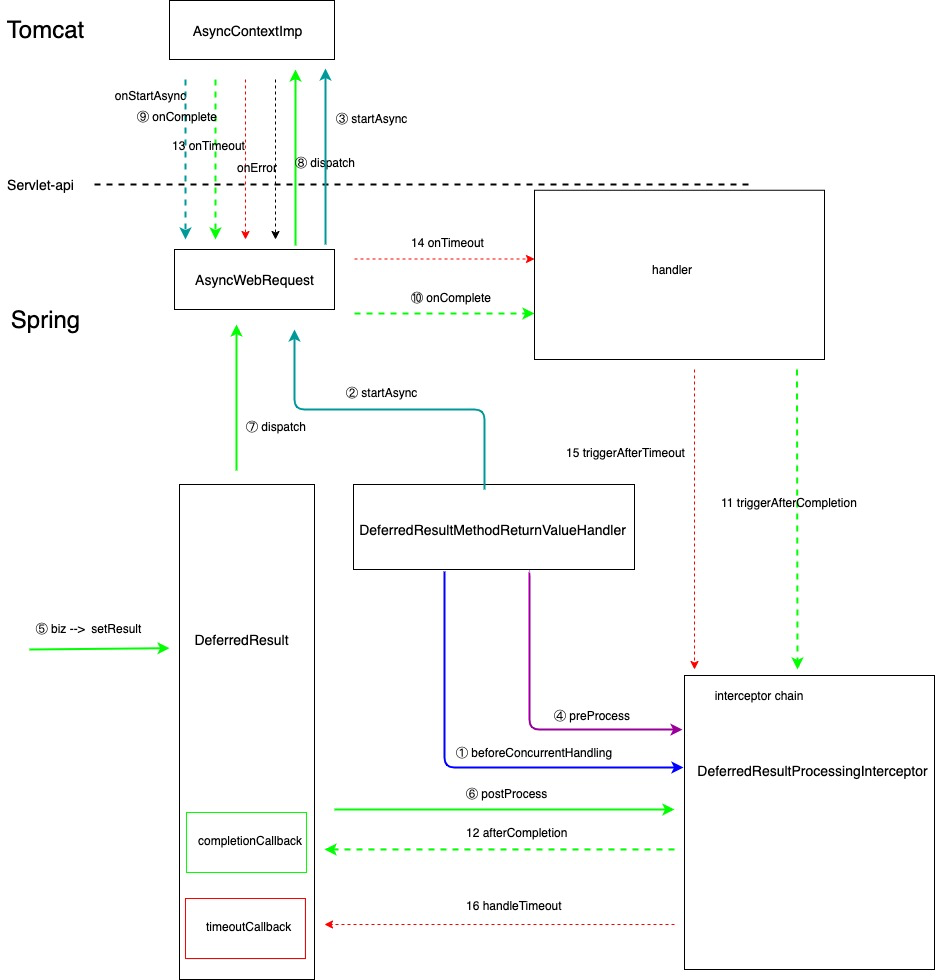 Tomcat
AsyncContextImp
onStartAsync
⑨ onComplete
③ startAsync
13 onTimeout
⑧ dispatch
onError
Servlet-api
14 onTimeout
handler
AsyncWebRequest
⑩ onComplete
Spring
② startAsync
⑦ dispatch
15 triggerAfterTimeout
11 triggerAfterCompletion
DeferredResultMethodReturnValueHandler
⑤ biz --> setResult
DeferredResult
interceptor chain
④ preProcess
① beforeConcurrentHandling
DeferredResultProcessingInterceptor
⑥ postProcess
12 afterCompletion
completionCallback
16 handleTimeout
timeoutCallback